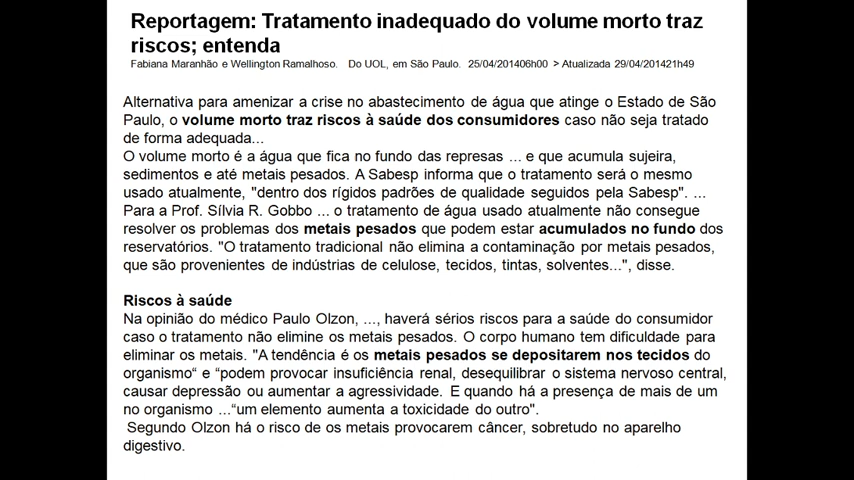 Reportagem: Tratamento inadequado do volume morto traz
riscos; entenda
Fabiana Maranhão e Wellington Ramalhoso. Do UOL, em São Paulo. 25/04/201406h00 > Atualizada 29/04/201421h49
Alternativa para amenizar a crise no abastecimento de água que atinge o Estado de São
Paulo, o volume morto traz riscos à saúde dos consumidores caso não seja tratado
de forma adequada...
O volume morto é a água que fica no fundo das represas ... e que acumula sujeira,
sedimentos e até metais pesados. A Sabesp informa que o tratamento será o mesmo
usado atualmente, "dentro dos rígidos padrões de qualidade seguidos pela Sabesp". ...
Para a Prof. Sílvia R. Gobbo ... o tratamento de água usado atualmente não consegue
resolver os problemas dos metais pesados que podem estar acumulados no fundo dos
reservatórios. "O tratamento tradicional não elimina a contaminação por metais pesados,
que são provenientes de indústrias de celulose, tecidos, tintas, solventes...", disse.
Riscos à saúde
Na opinião do médico Paulo Olzon, ..., haverá sérios riscos para a saúde do consumidor
caso o tratamento não elimine os metais pesados. O corpo humano tem dificuldade para
eliminar os metais. "A tendência é os metais pesados se depositarem nos tecidos do
organismo“ e “podem provocar insuficiência renal, desequilibrar o sistema nervoso central,
causar depressão ou aumentar a agressividade. E quando há a presença de mais de um
no organismo ...“um elemento aumenta a toxicidade do outro".
Segundo Olzon há o risco de os metais provocarem câncer, sobretudo no aparelho
digestivo.